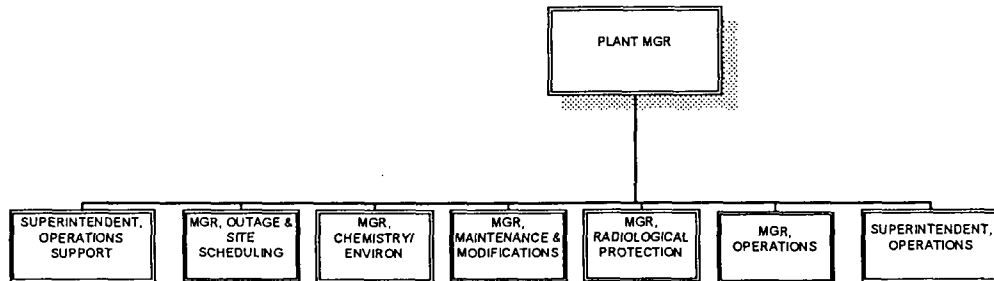 PLANT MGR
SUPERINTENDENT,
OPERATIONS
SUPPORT
MGR, OUTAGE &
SITE
SCHEDULING
MGR,
CHEMISTRY/
ENVIRON
MGR,
MAINTENANCE &
MODIFICATIONS
MGR,
RADIOLOGICAL
PROTECTION
MGR,
OPERATIONS
SUPERINTENDENT,
OPERATIONS